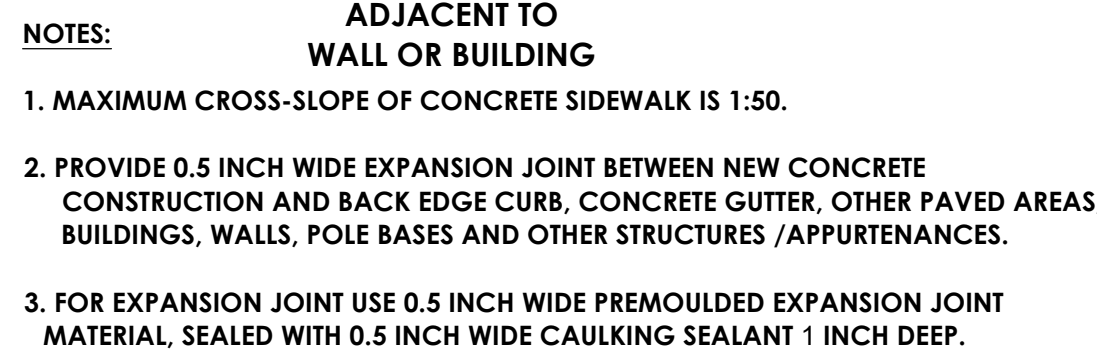 ADJACENT TO
NOTES:
WALL OR BUILDING
1. MAXIMUM CROSS-SLOPE OF CONCRETE SIDEWALK IS 1:50.
2. PROVIDE 0.5 INCH WIDE EXPANSION JOINT BETWEEN NEW CONCRETE
CONSTRUCTION AND BACK EDGE CURB, CONCRETE GUTTER, OTHER PAVED AREAS,
BUILDINGS, WALLS, POLE BASES AND OTHER STRUCTURES /APPURTENANCES.
3. FOR EXPANSION JOINT USE 0.5 INCH WIDE PREMOULDED EXPANSION JOINT
MATERIAL, SEALED WITH 0.5 INCH WIDE CAULKING SEALANT 1 INCH DEEP.